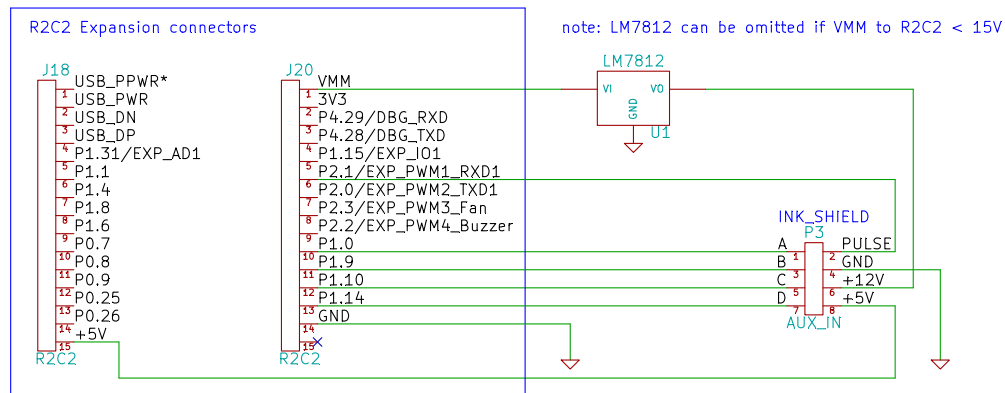 R2C2 Expansion connectors
note: LM7812 can be omitted if VMM to R2C2 < 15V
J18
USB_PPWR*
1
USB_PWR
2
USB_DN
3
USB_DP
4
P1.31/EXP_AD1
5
P1.1
6
P1.4
7
P1.8
8
P1.6
9
P0.7
10
P0.8
11
P0.9
12
P0.25
13
P0.26
14
+5V
15
R2C2
J20
VMM
1
3V3
2
P4.29/DBG_RXD
3
P4.28/DBG_TXD
4
P1.15/EXP_IO1
5
P2.1/EXP_PWM1_RXD1
6
P2.0/EXP_PWM2_TXD1
7
P2.3/EXP_PWM3_Fan
8
P2.2/EXP_PWM4_Buzzer
9
P1.0
10
P1.9
11
P1.10
12
P1.14
13
GND
14
15
R2C2
LM7812
VI VO
GND
U1
INK_SHIELD
P3
A 1 2 PULSE
B 3 4 GND
C 5 6 +12V
D 7 8 +5V
AUX_IN